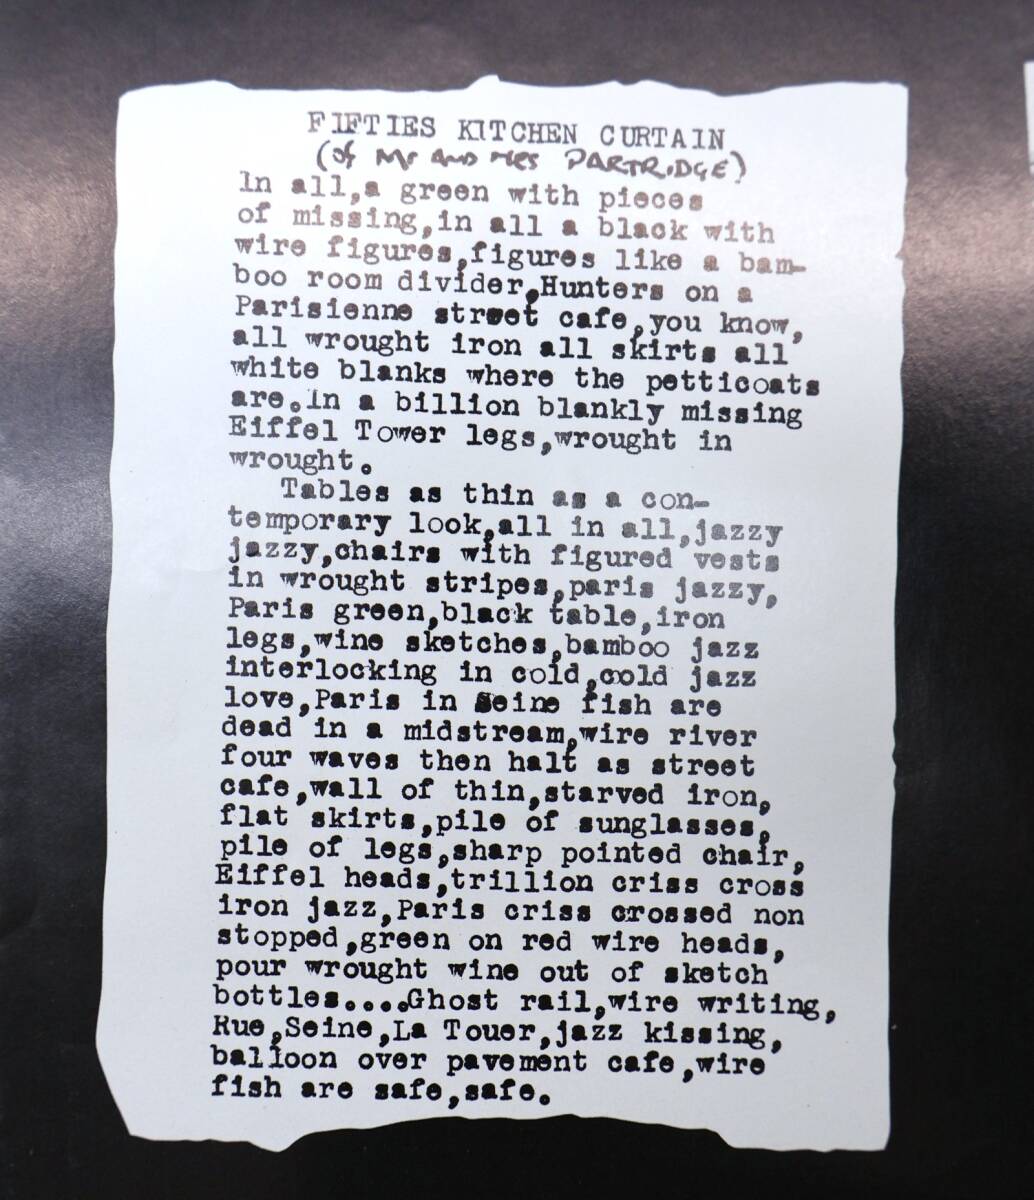 FIFTIES KITCHEN CURTAIN
(of Mr AND MRS PARTRIDGE)
In all,a green with pieces
of missing,in all a black with
wire figures,figures like a bam-
boo room divider,Hunters on a
Parisienne street cafe,you know,
all wrought iron all skirts all
white blanks where the petticoats
are.In a billion blankly missing
Eiffel Tower legs,wrought in
wrought.
Tables as thin as a con-
temporary look,all in all,jazzy
jazzy,chairs with figured vests
in wrought stripes,paris jazzy,
Paris green,black table,iron
legs,wine sketches,bamboo jazz
interlocking in cold,cold jazz
love,Paris in Seine fish are
dead in a midstream,wire river
four waves then halt as street
cafe,wall of thin,starved iron,
flat skirts,pile of sunglasses,
pile of legs,sharp pointed chair,
Eiffel heads,trillion criss cross
iron jazz,Paris criss crossed non
stopped,green on red wire heads,
pour wrought wine out of sketch
bottles....Ghost rail,wire writing,
Rue,Seine,La Touer,jazz kissing,
balloon over pavement cafe,wire
fish are safe,safe.